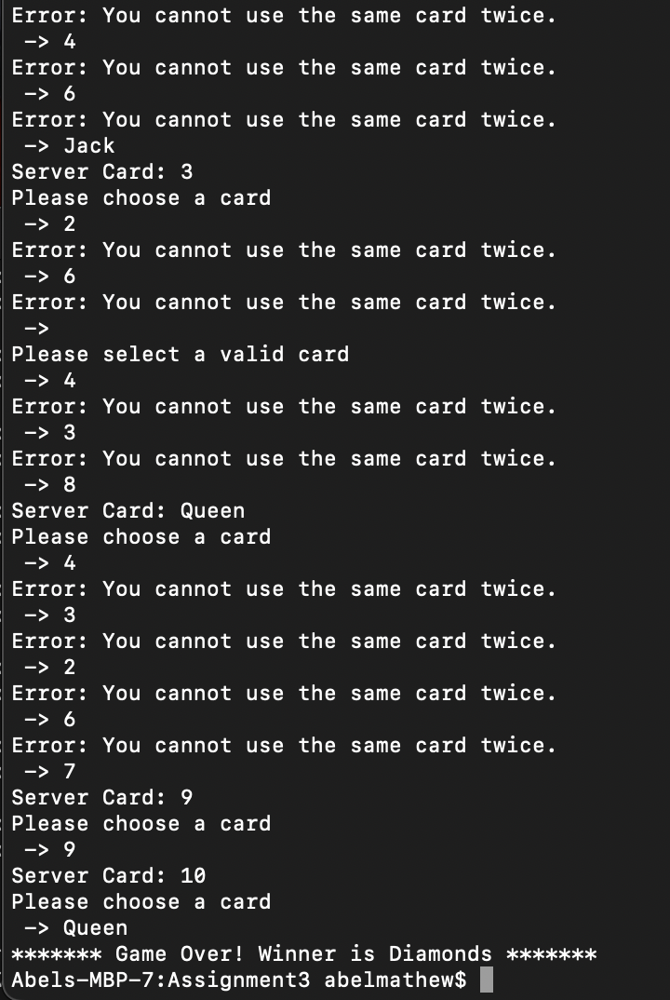 Error: You cannot use the same card twice.
-> 4
Error: You cannot use the same card twice.
-> 6
Error: You cannot use the same card twice.
-> Jack
Server Card: 3
Please choose a card
-> 2
Error: You cannot use the same card twice.
-> 6
Error: You cannot use the same card twice.
->
Please select a valid card
-> 4
Error: You cannot use the same card twice.
-> 3
Error: You cannot use the same card twice.
-> 8
Server Card: Queen
Please choose a card
-> 4
Error: You cannot use the same card twice.
-> 3
Error: You cannot use the same card twice.
-> 2
Error: You cannot use the same card twice.
-> 6
Error: You cannot use the same card twice.
-> 7
Server Card: 9
Please choose a card
-> 9
Server Card: 10
Please choose a card
-> Queen
******* Game Over! Winner is Diamonds *******
Abels-MBP-7:Assignment3 abelmathew$